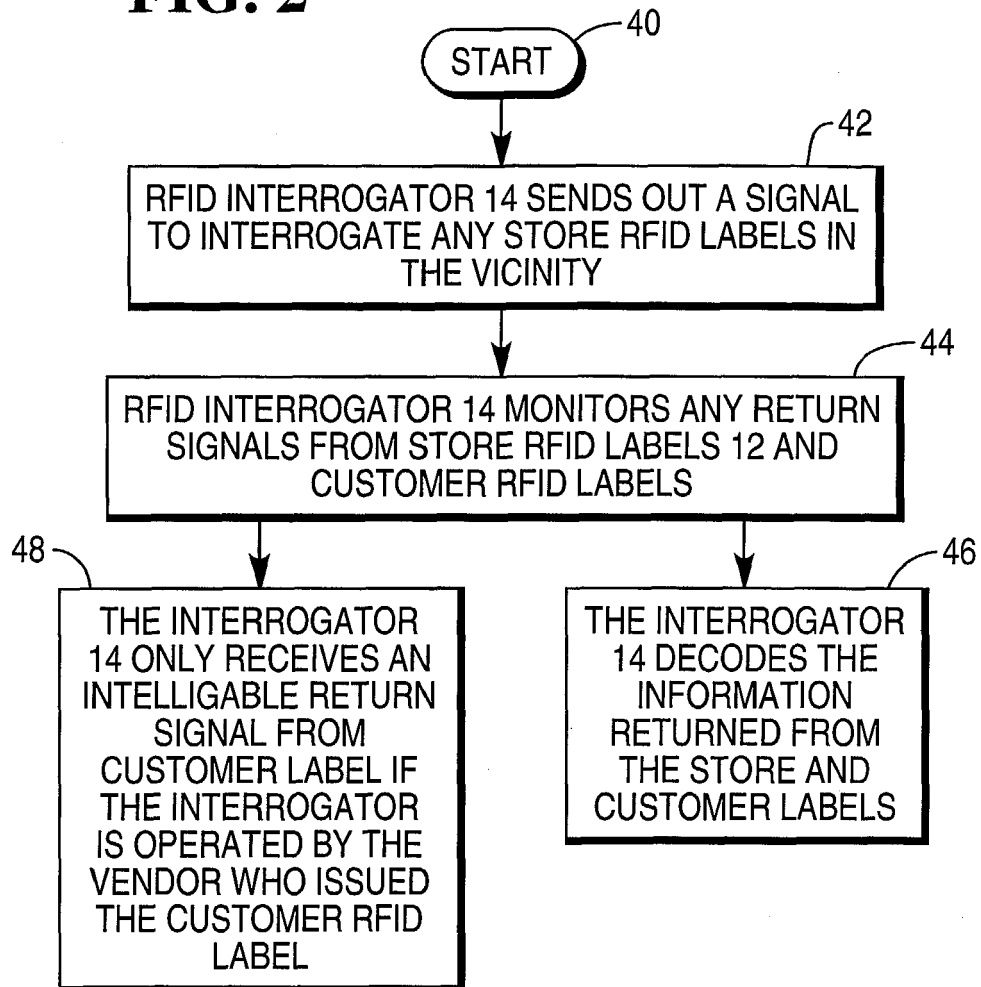 FIG. 2
40
START
42
RFID INTERROGATOR 14 SENDS OUT A SIGNAL
TO INTERROGATE ANY STORE RFID LABELS IN
THE VICINITY
44
RFID INTERROGATOR 14 MONITORS ANY RETURN
SIGNALS FROM STORE RFID LABELS 12 AND
CUSTOMER RFID LABELS
48
THE INTERROGATOR
14 ONLY RECEIVES AN
INTELLIGABLE RETURN
SIGNAL FROM
CUSTOMER LABEL IF
THE INTERROGATOR
IS OPERATED BY THE
VENDOR WHO ISSUED
THE CUSTOMER RFID
LABEL
46
THE INTERROGATOR
14 DECODES THE
INFORMATION
RETURNED FROM
THE STORE AND
CUSTOMER LABELS